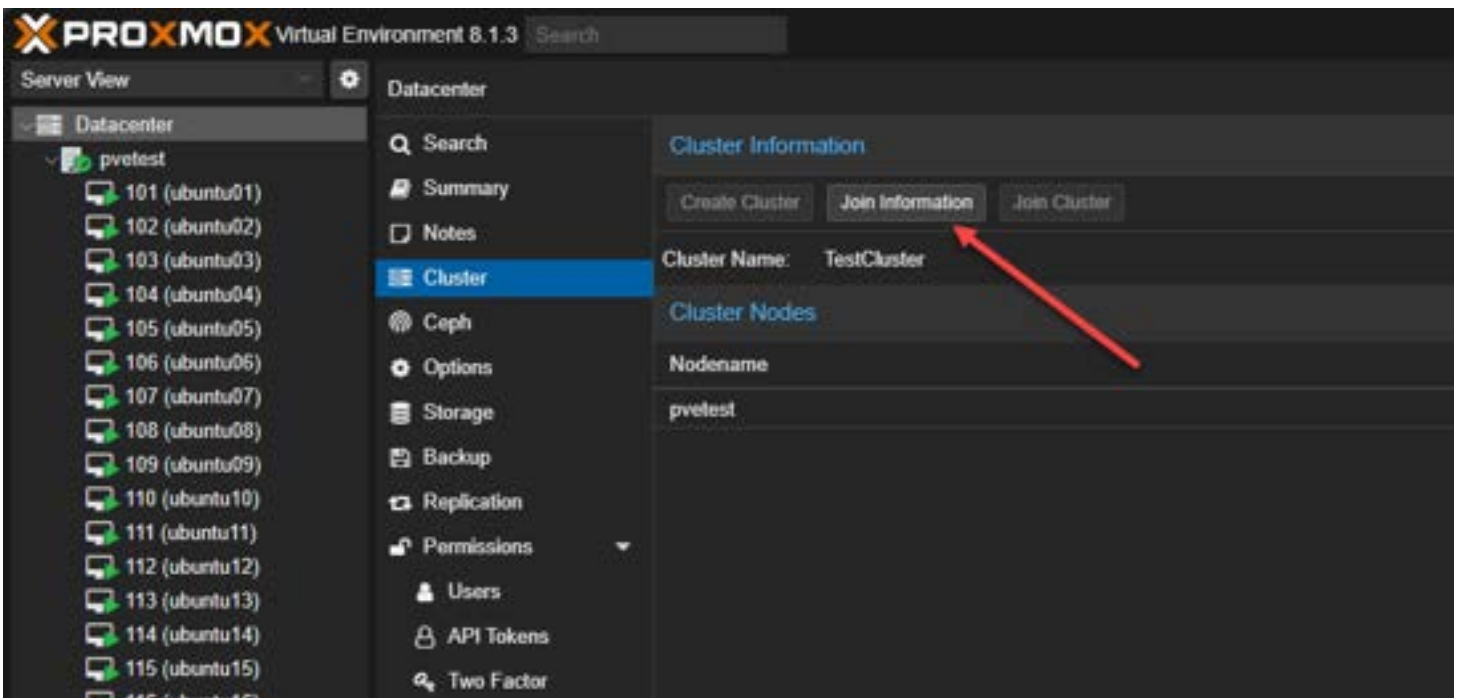 PROXMOX Virtual Environment 8.1.3 Search
Server View
Datacenter
pvetest
101 (ubuntu01)
102 (ubuntu02)
103 (ubuntu03)
104 (ubuntu04)
105 (ubuntu05)
106 (ubuntu06)
107 (ubuntu07)
108 (ubuntu08)
109 (ubuntu09)
110 (ubuntu10)
111 (ubuntu11)
112 (ubuntu12)
113 (ubuntu13)
114 (ubuntu14)
115 (ubuntu15)
Datacenter
Search
Summary
Notes
Cluster
Ceph
Options
Storage
Backup
Replication
Permissions
Users
API Tokens
Two Factor
Cluster Information
Create Cluster Join Information Join Cluster
Cluster Name: TestCluster
Cluster Nodes
Nodename
pvetest